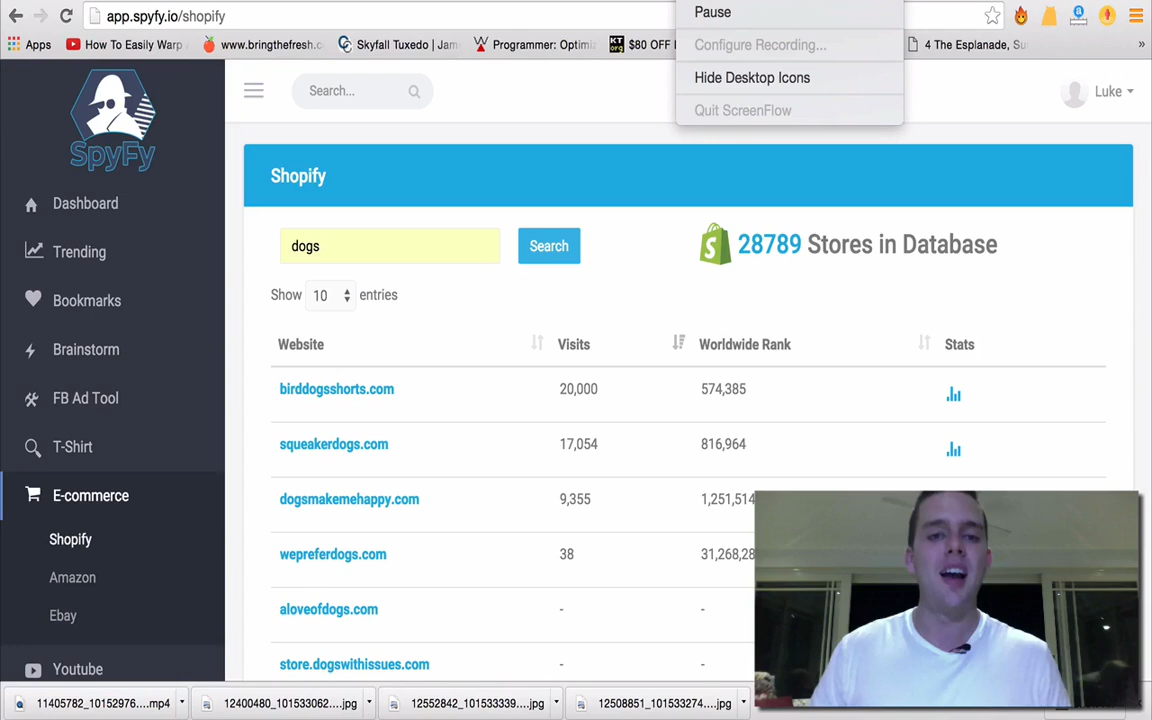 app.spyfy.io/shopify
Pause
Apps
How To Easily Warp
www.bringthefresh.c
Skyfall Tuxedo | Jam
Programmer: Optimi
$80 OFF
Configure Recording...
4 The Esplanade, Su
»
Hide Desktop Icons
Search...
Luke
Quit ScreenFlow
SpyFy
Shopify
Dashboard
dogs
Search
28789 Stores in Database
Trending
Show 10 entries
Bookmarks
Website Visits Worldwide Rank Stats
Brainstorm
birddogsshorts.com 20,000 574,385
FB Ad Tool
squeakerdogs.com 17,054 816,964
T-Shirt
E-commerce
dogsmakemehappy.com 9,355 1,251,514
Shopify
wepreferdogs.com 38 31,268,28
Amazon
aloveofdogs.com - -
Ebay
store.dogswithissues.com - -
Youtube
11405782_10152976....mp4
12400480_101533062....jpg
12552842_101533339....jpg
12508851_101533274....jpg